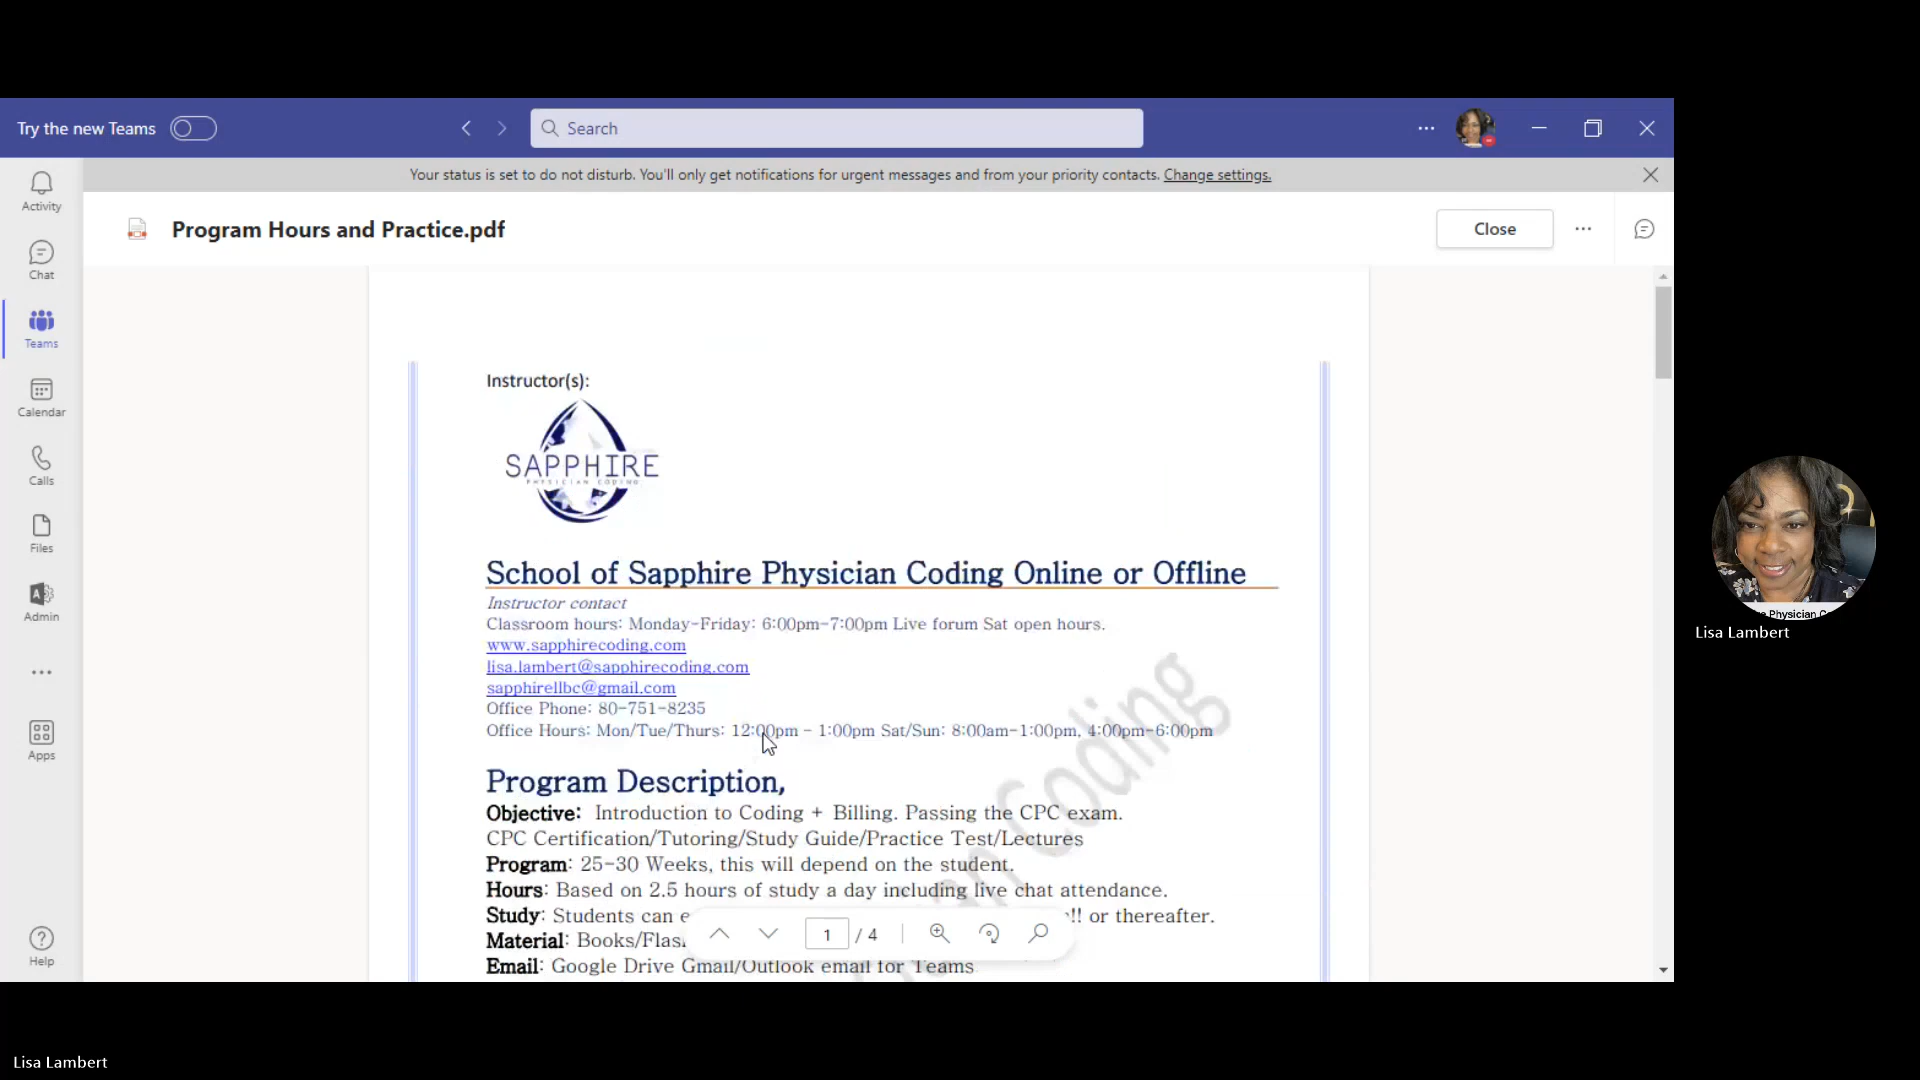 Try the new Teams
Search
Your status is set to do not disturb. You'll only get notifications for urgent messages and from your priority contacts. Change settings.
Activity
Chat
Teams
Calendar
Calls
Files
Admin
Apps
Help
Program Hours and Practice.pdf
Close
Instructor(s):
SAPPHIRE
PHYSICIAN CODING
School of Sapphire Physician Coding Online or Offline
Instructor contact
Classroom hours: Monday-Friday: 6:00pm-7:00pm Live forum Sat open hours.
www.sapphirecoding.com
lisa.lambert@sapphirecoding.com
sapphirellbc@gmail.com
Office Phone: 80-751-8235
Office Hours: Mon/Tue/Thurs: 12:00pm - 1:00pm Sat/Sun: 8:00am-1:00pm, 4:00pm-6:00pm
Program Description,
Objective: Introduction to Coding + Billing. Passing the CPC exam.
CPC Certification/Tutoring/Study Guide/Practice Test/Lectures
Program: 25-30 Weeks, this will depend on the student.
Hours: Based on 2.5 hours of study a day including live chat attendance.
Study: Students can or thereafter.
Material: Books/Flas
Email: Google Drive Gmail/Outlook email for Teams
Coding
1 / 4
Physician
Lisa Lambert
Lisa Lambert